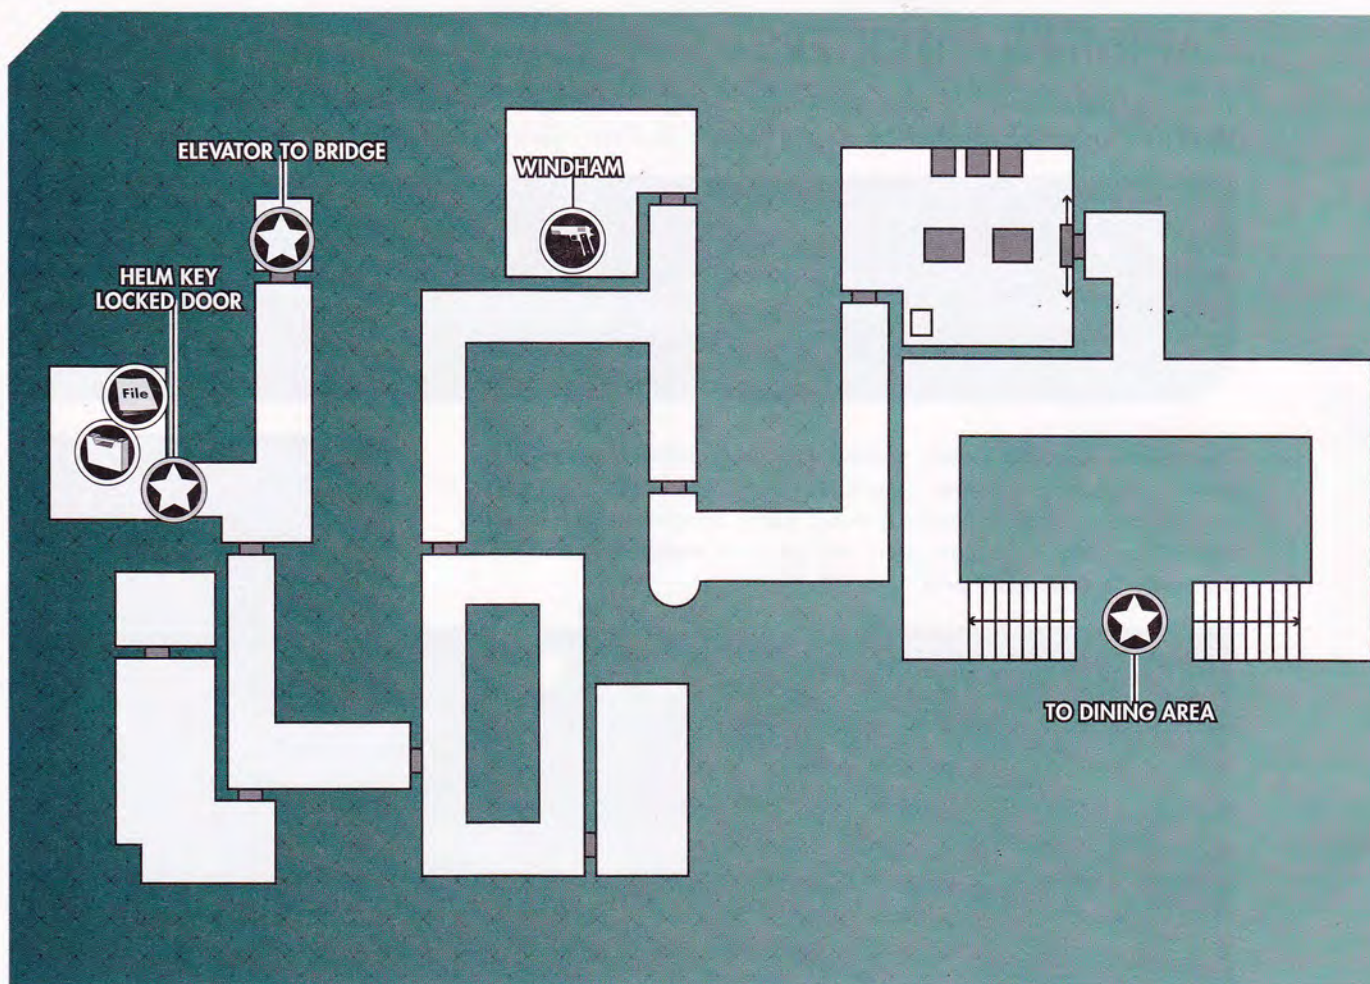 ELEVATOR TO BRIDGE
WINDHAM
HELM KEY
LOCKED DOOR
File
TO DINING AREA